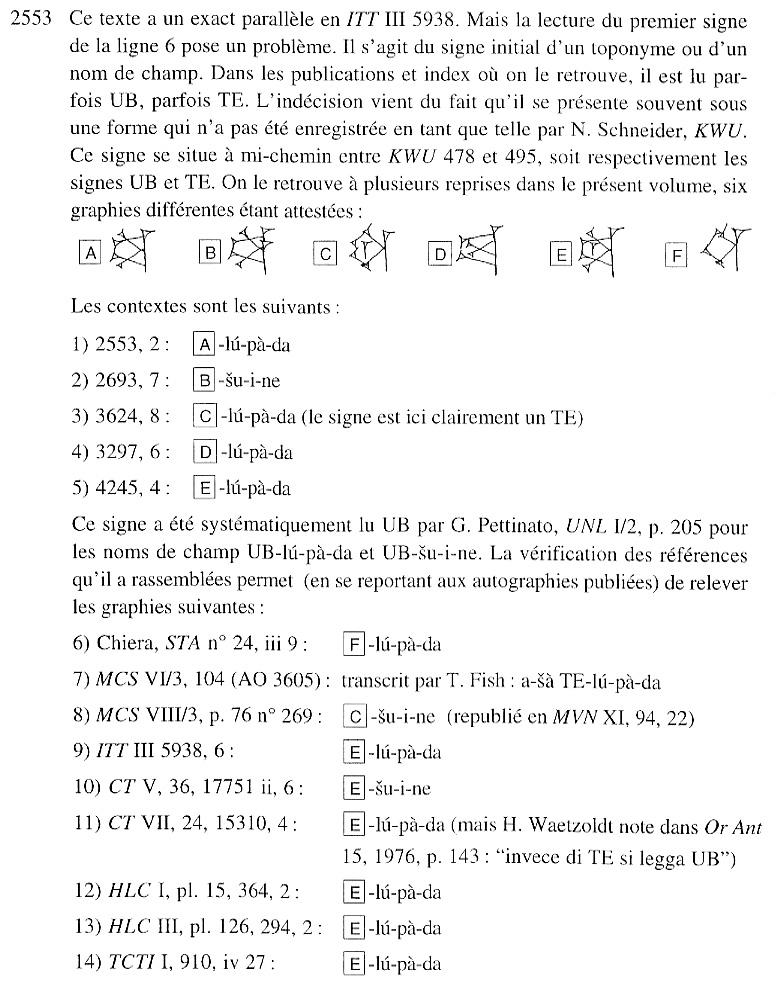 2553 Ce texte a un exact parallèle en ITT III 5938. Mais la lecture du premier signe
de la ligne 6 pose un problème. Il s'agit du signe initial d'un toponyme ou d'un
nom de champ. Dans les publications et index où on le retrouve, il est lu par-
fois UB, parfois TE. L'indécision vient du fait qu'il se présente souvent sous
une forme qui n'a pas été enregistrée en tant que telle par N. Schneider, KWU.
Ce signe se situe à mi-chemin entre KWU 478 et 495, soit respectivement les
signes UB et TE. On le retrouve à plusieurs reprises dans le présent volume, six
graphies différentes étant attestées :
A B C D E F
Les contextes sont les suivants :
1) 2553, 2 : A -lú-pà-da
2) 2693, 7 : B -šu-i-ne
3) 3624, 8 : C -lú-pà-da (le signe est ici clairement un TE)
4) 3297, 6 : D -lú-pà-da
5) 4245, 4 : E -lú-pà-da
Ce signe a été systématiquement lu UB par G. Pettinato, UNL I/2, p. 205 pour
les noms de champ UB-lú-pà-da et UB-šu-i-ne. La vérification des références
qu'il a rassemblées permet (en se reportant aux autographies publiées) de relever
les graphies suivantes :
6) Chiera, STA n° 24, iii 9 : F -lú-pà-da
7) MCS VI/3, 104 (AO 3605) : transcrit par T. Fish : a-šà TE-lú-pà-da
8) MCS VIII/3, p. 76 n° 269 : C -šu-i-ne (republié en MVN XI, 94, 22)
9) ITT III 5938, 6 : E -lú-pà-da
10) CT V, 36, 17751 ii, 6 : E -šu-i-ne
11) CT VII, 24, 15310, 4 : E -lú-pà-da (mais H. Waetzoldt note dans Or Ant
15, 1976, p. 143 : "invece di TE si legga UB")
12) HLC I, pl. 15, 364, 2 : E -lú-pà-da
13) HLC III, pl. 126, 294, 2 : E -lú-pà-da
14) TCTI I, 910, iv 27 : E -lú-pà-da